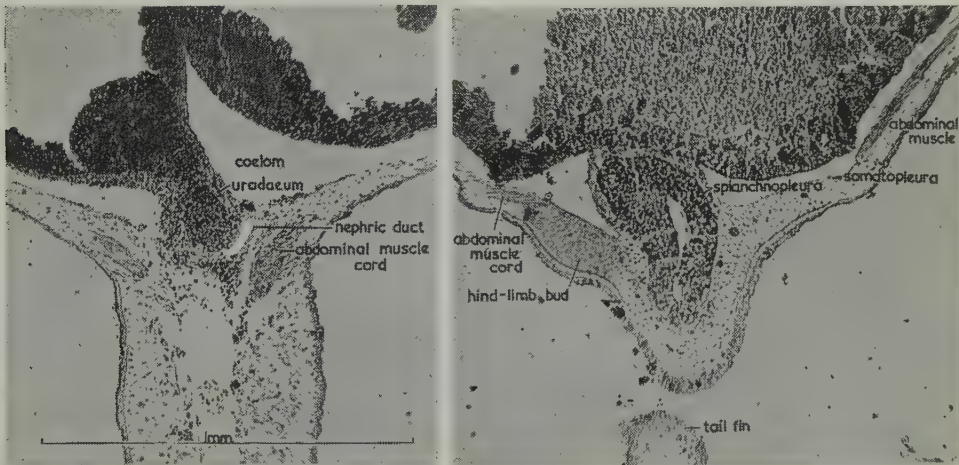 coelom
uradaeum
nephric duct
abdominal muscle
cord
1mm.
abdominal
muscle
splanchnopleura
somatopleura
abdominal
muscle
cord
hind-limb bud
tail fin